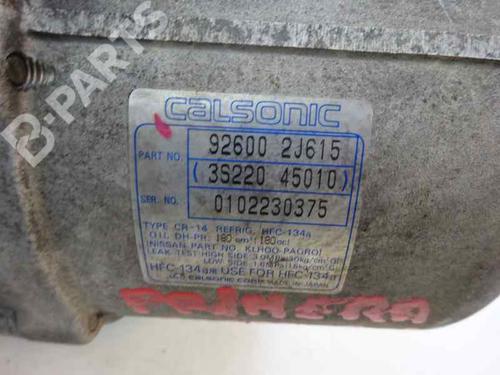 B-PARTS
CALSONIC
PART NO. 92600 2J615
(3S220 45010)
SER. NO. 0102230375
TYPE CR-14 REFRIG. HFC-134a
OIL DH-PR: 180 cm³(180cc)
(NISSAN PART NO. KLH00-PAGR0)
LEAK TEST HIGH SIDE
LOW SIDE
HFC-134a USE FOR HFC-134a
CALSONIC CORP. MADE IN JAPAN
PRIMERA